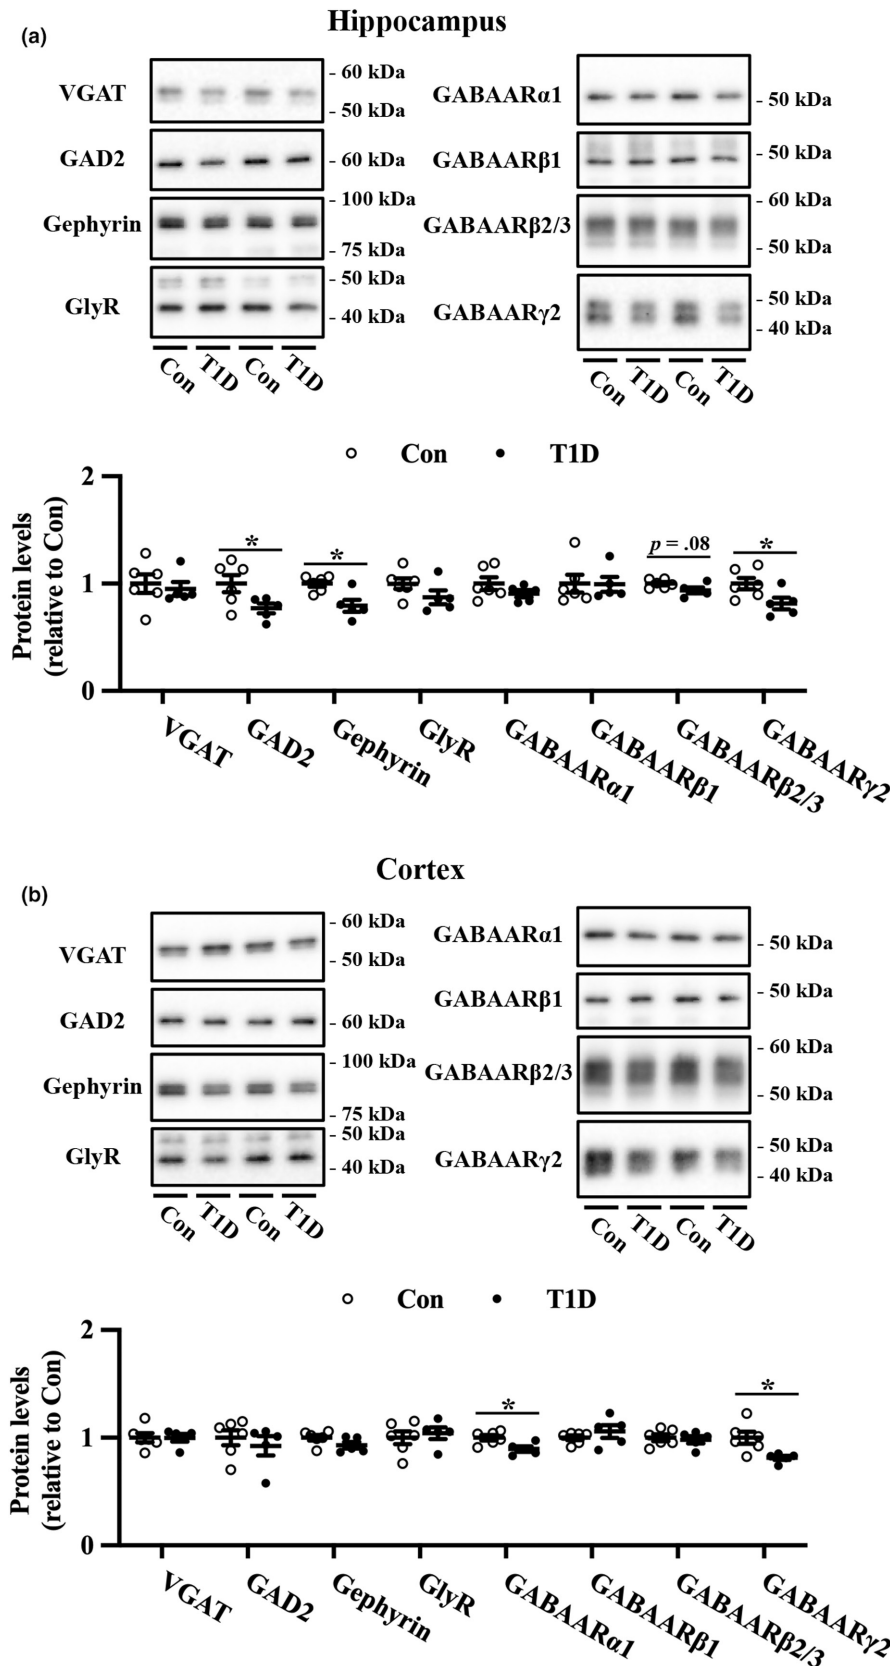 Hippocampus
(a)
VGAT
- 60 kDa
- 50 kDa
GAD2
- 60 kDa
Gephyrin
- 100 kDa
- 75 kDa
GlyR
- 50 kDa
- 40 kDa
Con T1D Con T1D
GABAARα1
- 50 kDa
GABAARβ1
- 50 kDa
GABAARβ2/3
- 60 kDa
- 50 kDa
GABAARγ2
- 50 kDa
- 40 kDa
Con T1D Con T1D
Con T1D
Protein levels
(relative to Con)
2
1
0
*
*
p = .08
*
VGAT
GAD2
Gephyrin
GlyR
GABAARα1
GABAARβ1
GABAARβ2/3
GABAARγ2
Cortex
(b)
VGAT
- 60 kDa
- 50 kDa
GAD2
- 60 kDa
Gephyrin
- 100 kDa
- 75 kDa
GlyR
- 50 kDa
- 40 kDa
Con T1D Con T1D
GABAARα1
- 50 kDa
GABAARβ1
- 50 kDa
GABAARβ2/3
- 60 kDa
- 50 kDa
GABAARγ2
- 50 kDa
- 40 kDa
Con T1D Con T1D
Con T1D
Protein levels
(relative to Con)
2
1
0
*
*
VGAT
GAD2
Gephyrin
GlyR
GABAARα1
GABAARβ1
GABAARβ2/3
GABAARγ2